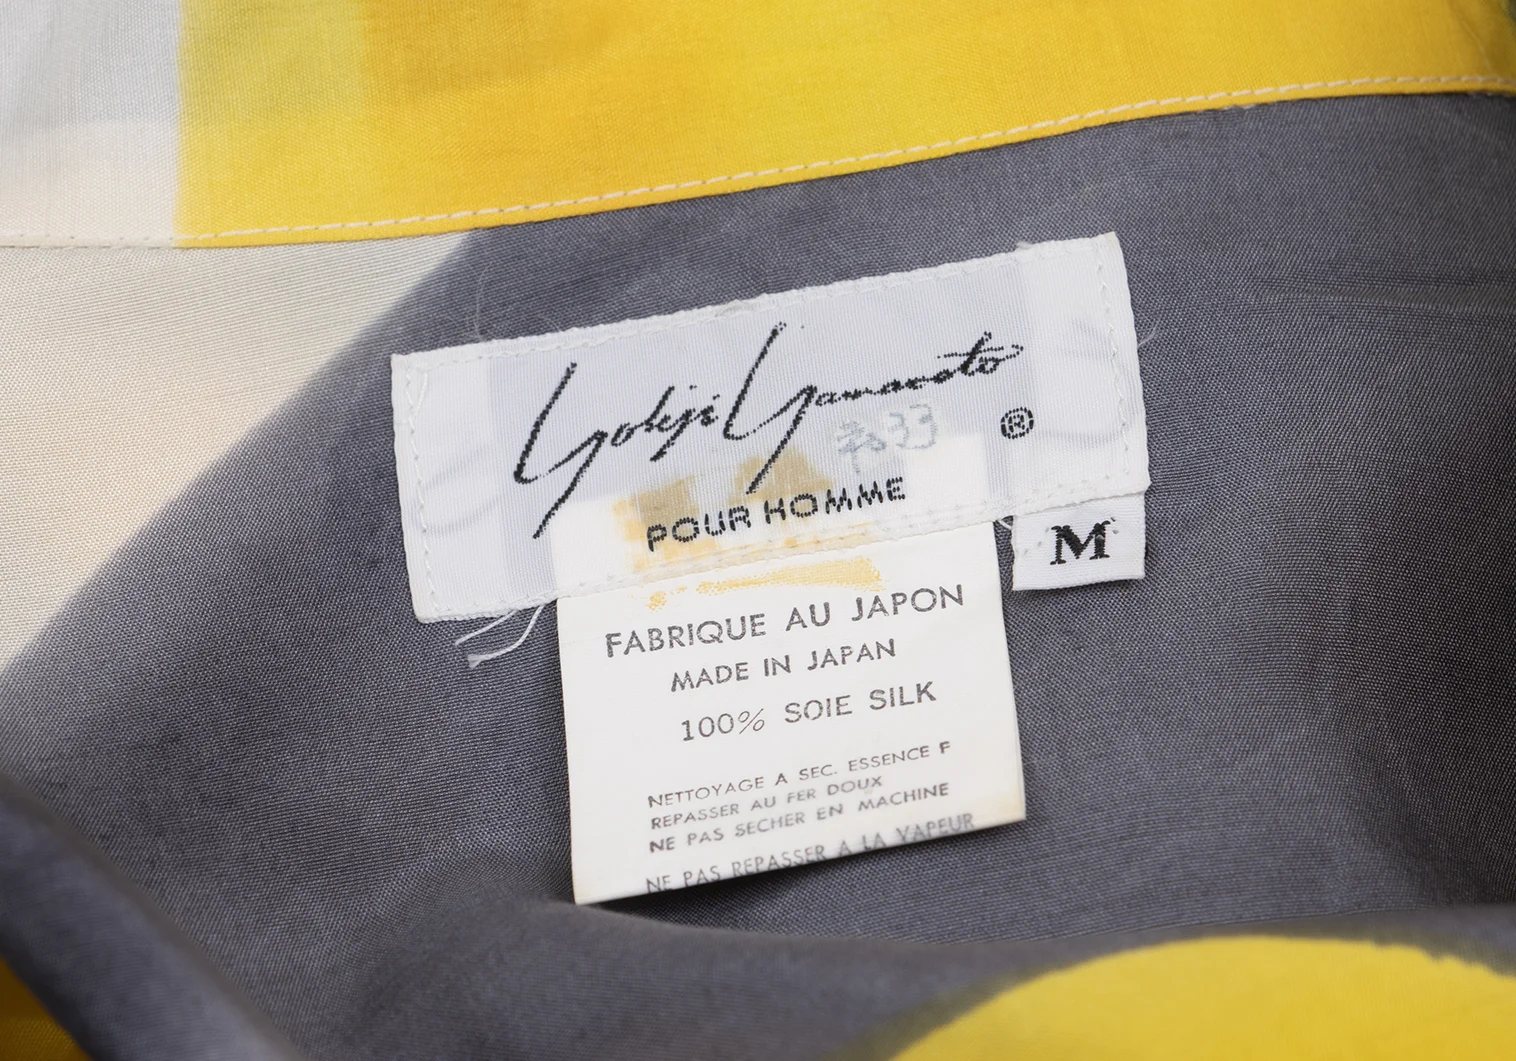 Yohji Yamamoto
®
POUR HOMME
M
FABRIQUE AU JAPON
MADE IN JAPAN
100% SOIE SILK
NETTOYAGE A SEC. ESSENCE F
REPASSER AU FER DOUX
NE PAS SECHER EN MACHINE
NE PAS REPASSER A LA VAPEUR